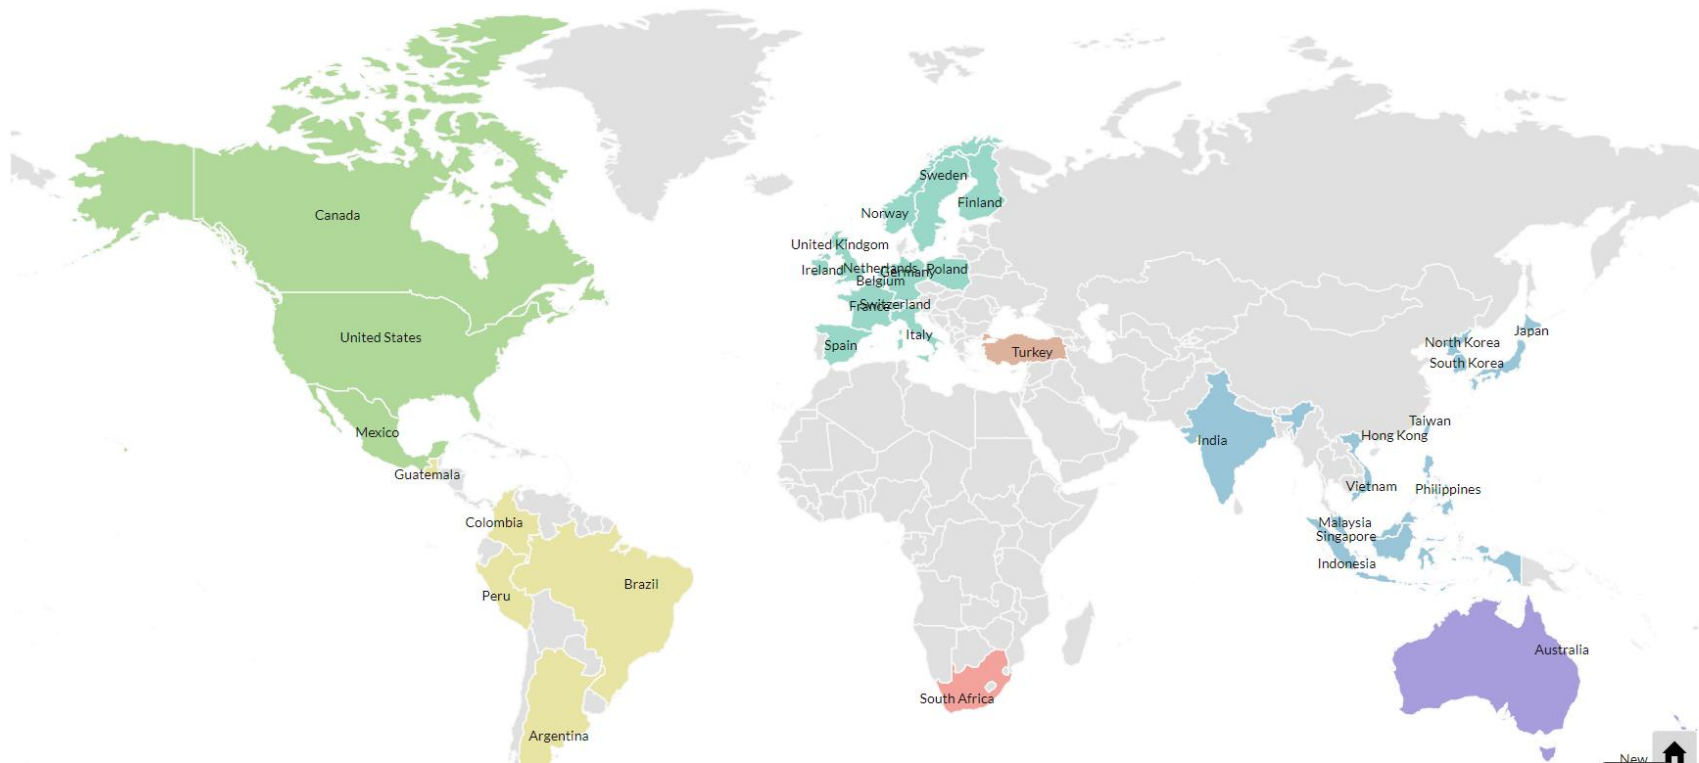 Canada
United States
Mexico
Guatemala
Colombia
Peru
Brazil
Argentina
Sweden
Finland
Norway
United Kindgom
Ireland
Netherlands
Germany
Poland
Belgium
France
Switzerland
Italy
Spain
Turkey
South Africa
India
North Korea
South Korea
Japan
Taiwan
Hong Kong
Vietnam
Philippines
Malaysia
Singapore
Indonesia
Australia
New